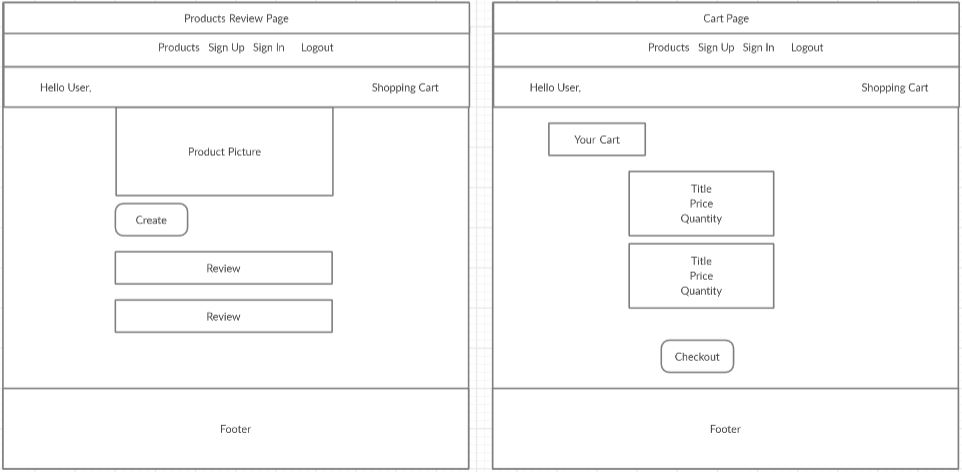 Products Review Page
Products Sign Up Sign In Logout
Hello User, Shopping Cart
Product Picture
Create
Review
Review
Footer
Cart Page
Products Sign Up Sign In Logout
Hello User, Shopping Cart
Your Cart
Title
Price
Quantity
Title
Price
Quantity
Checkout
Footer